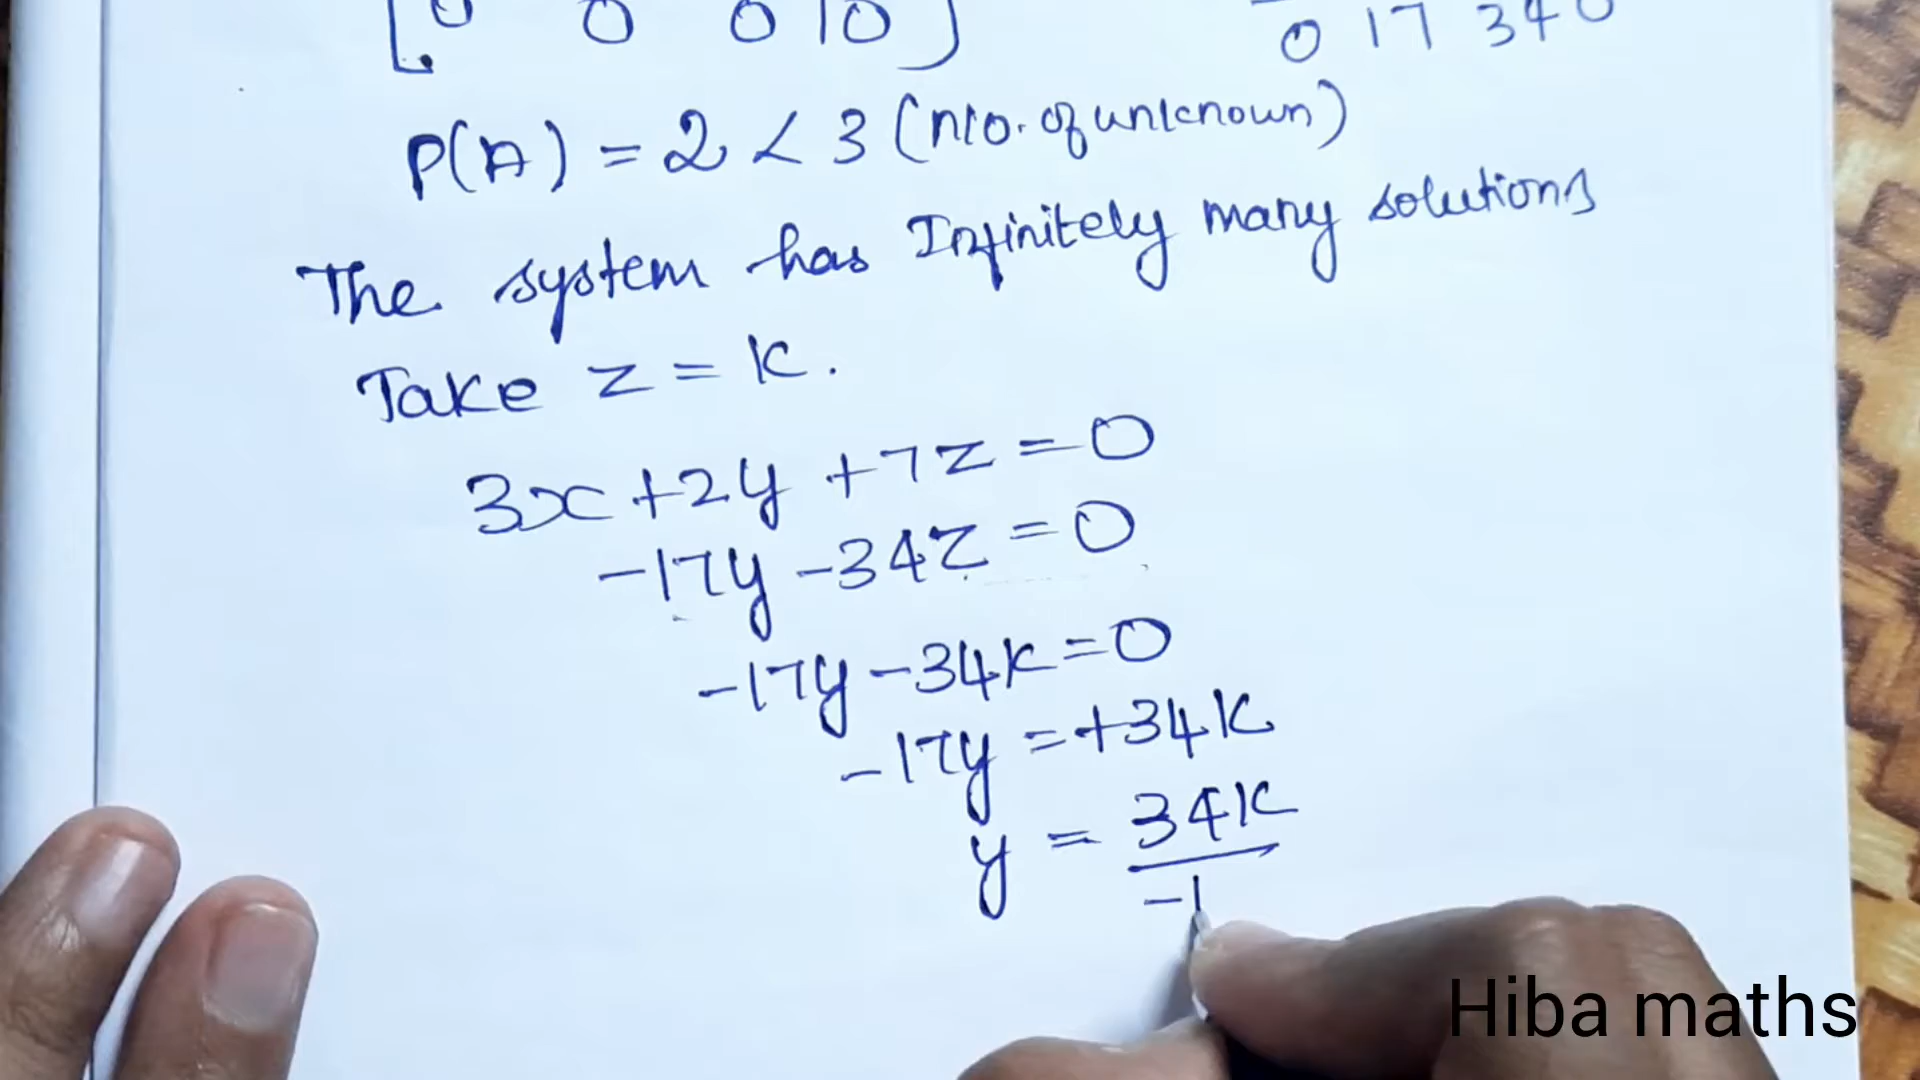 0 0 0 | 0
0 17 34 0
P(A) = 2 < 3 (no. of unknown)
The system has Infinitely many solutions
Take z = k.
3x + 2y + 7z = 0
-17y - 34z = 0
-17y - 34k = 0
-17y = +34k
y = 34k
-1
Hiba maths